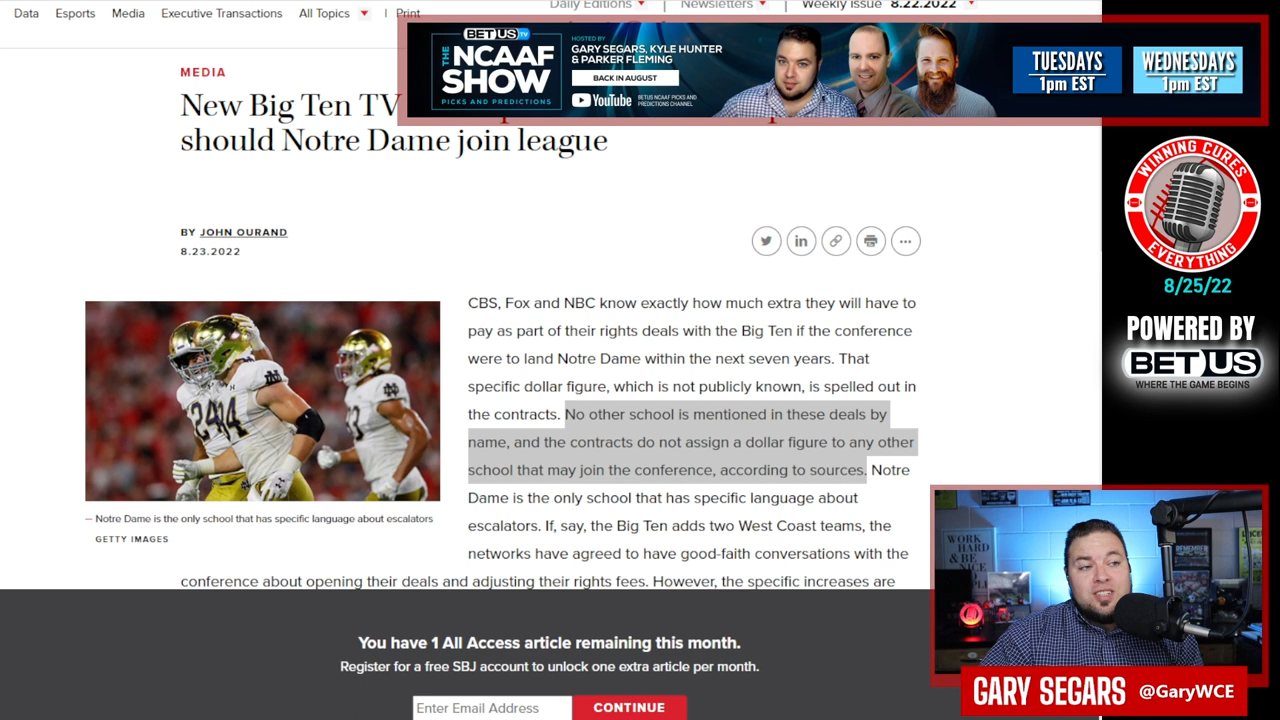 Data Esports Media Executive Transactions All Topics Print
Daily Editions Newsletters Weekly Issue 8.22.2022
BETUS TV
THE NCAAF SHOW
PICKS AND PREDICTIONS
HOSTED BY
GARY SEGARS, KYLE HUNTER
& PARKER FLEMING
BACK IN AUGUST
YouTube BETUS NCAAF PICKS AND
PREDICTIONS CHANNEL
TUESDAYS
1pm EST
WEDNESDAYS
1pm EST
MEDIA
New Big Ten TV
should Notre Dame join league
BY JOHN OURAND
8.23.2022
in
CBS, Fox and NBC know exactly how much extra they will have to
pay as part of their rights deals with the Big Ten if the conference
were to land Notre Dame within the next seven years. That
specific dollar figure, which is not publicly known, is spelled out in
the contracts. No other school is mentioned in these deals by
name, and the contracts do not assign a dollar figure to any other
school that may join the conference, according to sources. Notre
Dame is the only school that has specific language about
escalators. If, say, the Big Ten adds two West Coast teams, the
networks have agreed to have good-faith conversations with the
conference about opening their deals and adjusting their rights fees. However, the specific increases are
— Notre Dame is the only school that has specific language about escalators
GETTY IMAGES
You have 1 All Access article remaining this month.
Register for a free SBJ account to unlock one extra article per month.
Enter Email Address CONTINUE
WINNING CURES
EVERYTHING
8/25/22
POWERED BY
BETUS
WHERE THE GAME BEGINS
WORK
HARD
& BE
NICE
REMEMBER
GARY SEGARS @GaryWCE